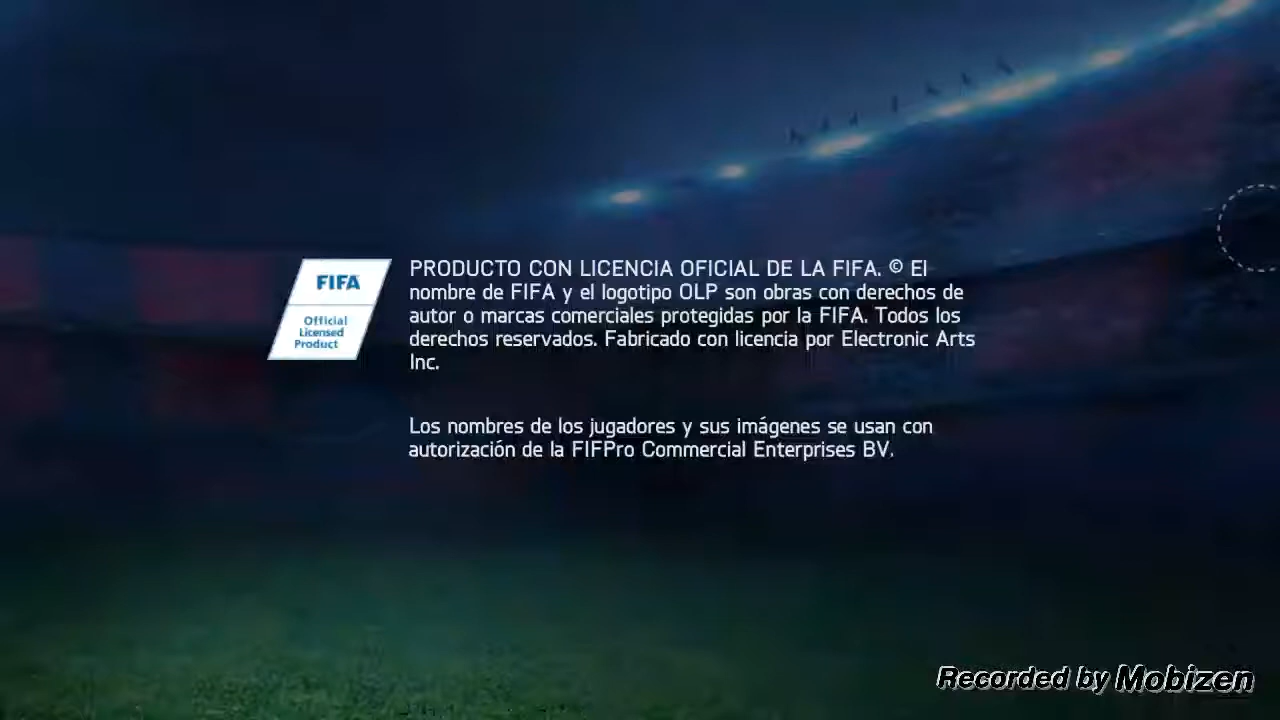 FIFA
Official
Licensed
Product
PRODUCTO CON LICENCIA OFICIAL DE LA FIFA. © El
nombre de FIFA y el logotipo OLP son obras con derechos de
autor o marcas comerciales protegidas por la FIFA. Todos los
derechos reservados. Fabricado con licencia por Electronic Arts
Inc.
Los nombres de los jugadores y sus imágenes se usan con
autorización de la FIFPro Commercial Enterprises BV.
Recorded by Mobizen